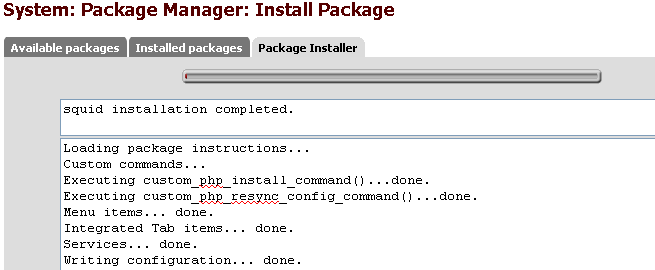 System: Package Manager: Install Package
Available packages Installed packages Package Installer
squid installation completed.
Loading package instructions...
Custom commands...
Executing custom_php_install_command()...done.
Executing custom_php_resync_config_command()...done.
Menu items... done.
Integrated Tab items... done.
Services... done.
Writing configuration... done.